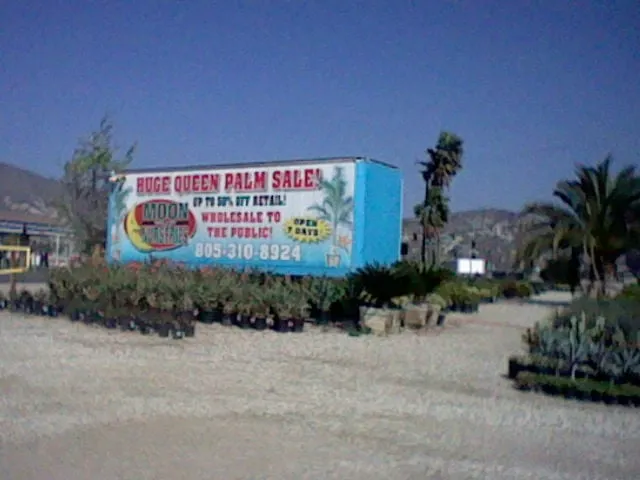 HUGE QUEEN PALM SALE!
UP TO 50% OFF RETAIL!
MOON
WHOLESALE TO
THE PUBLIC!
OPEN
7 DAYS
805-310-8924